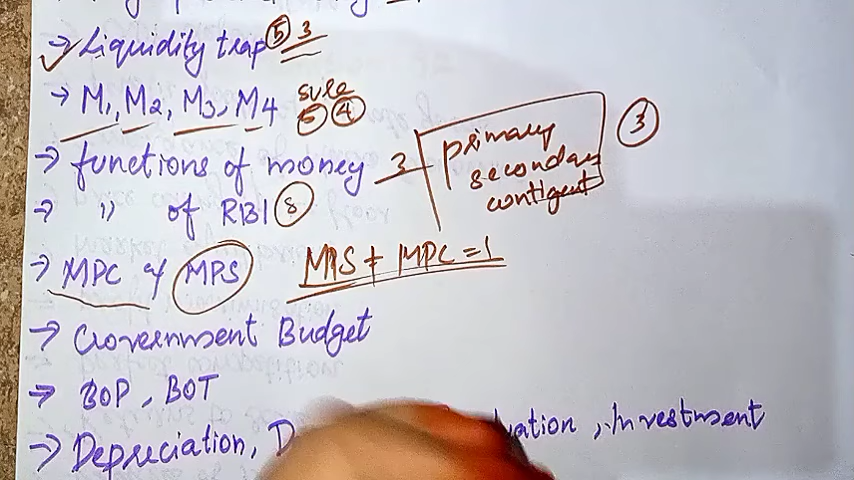 → Liquidity trap ⑤ 3
→ M1, M2, M3, M4 sure ⑤ ④
→ functions of money 3 primary ③
secondary
contigent
→ " of RBI ⑧
→ MPC & MPS MPS + MPC = 1
→ Government Budget
→ BOP, BOT
→ Depreciation, Investment